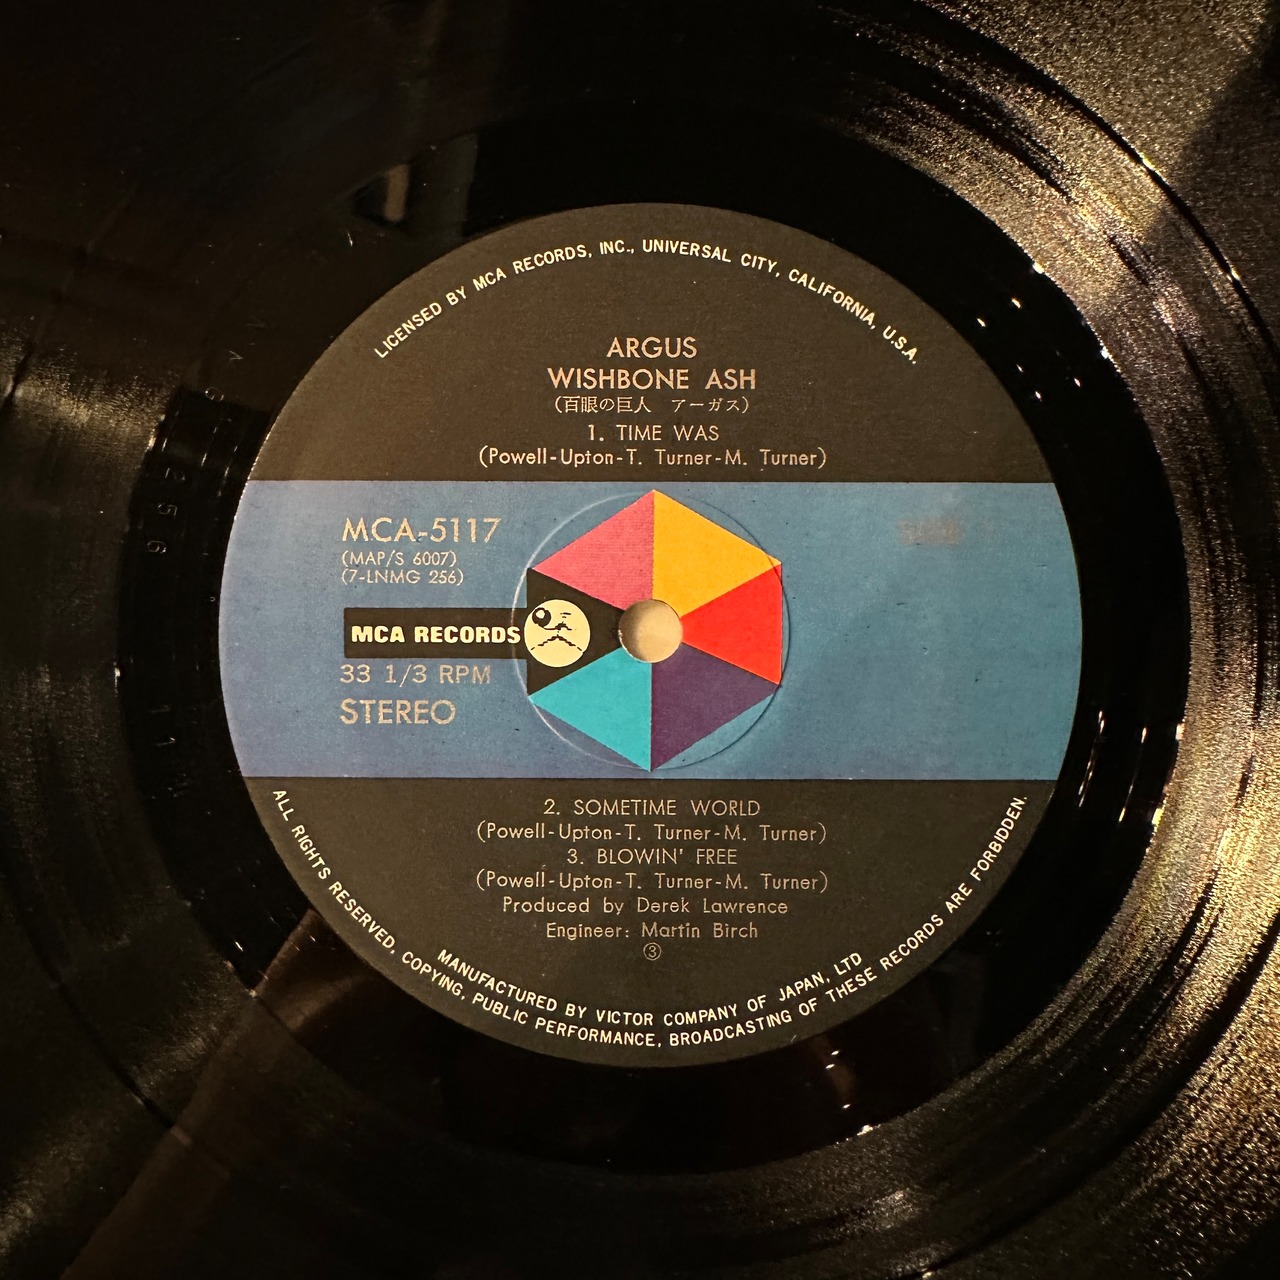 LICENSED BY MCA RECORDS, INC., UNIVERSAL CITY, CALIFORNIA, U.S.A.
ARGUS
WISHBONE ASH
(百眼の巨人 アーガス)
1. TIME WAS
(Powell-Upton-T. Turner-M. Turner)
MCA-5117
(MAP/S 6007)
(7-LNMG 256)
MCA RECORDS
33 1/3 RPM
STEREO
2. SOMETIME WORLD
(Powell-Upton-T. Turner-M. Turner)
3. BLOWIN' FREE
(Powell-Upton-T. Turner-M. Turner)
Produced by Derek Lawrence
Engineer: Martin Birch
③
MANUFACTURED BY VICTOR COMPANY OF JAPAN, LTD
ALL RIGHTS RESERVED, COPYING, PUBLIC PERFORMANCE, BROADCASTING OF THESE RECORDS ARE FORBIDDEN.